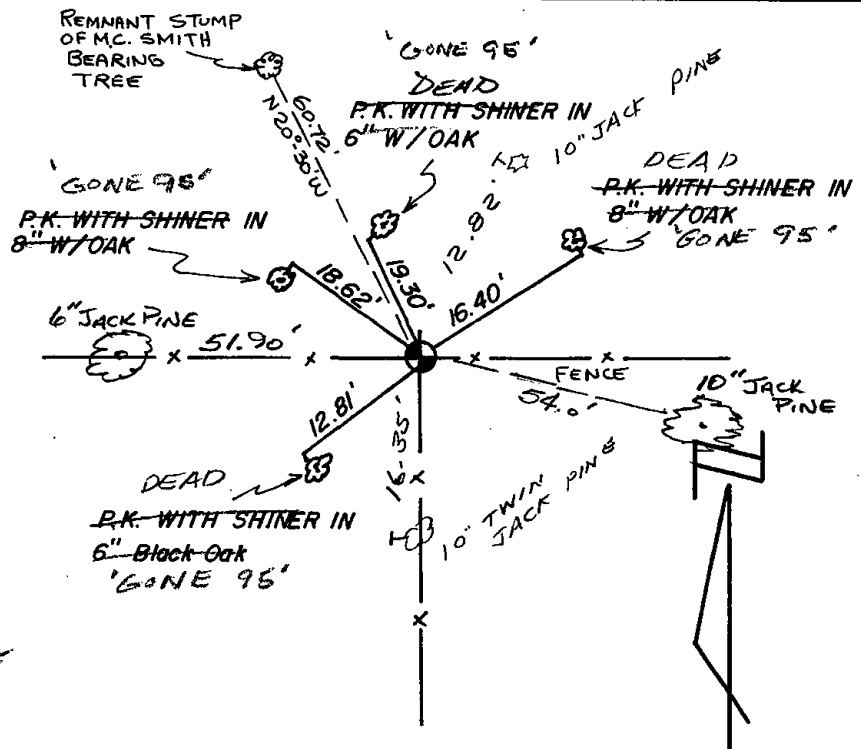 REMNANT STUMP
OF M.C. SMITH
BEARING
TREE
60.72'
N 20°-30' W
'GONE 95'
DEAD
P.K. WITH SHINER IN
6" W/OAK
10" JACK PINE
12.82'
DEAD
P.K. WITH SHINER IN
8" W/OAK
'GONE 95'
'GONE 95'
P.K. WITH SHINER IN
8" W/OAK
18.62'
19.30'
16.40'
6" JACK PINE
51.90'
x
x
x
x
FENCE
54.0'
10" JACK
PINE
12.81'
16.35'
x
10" TWIN
JACK PINE
DEAD
P.K. WITH SHINER IN
6" Black Oak
'GONE 95'
x
N